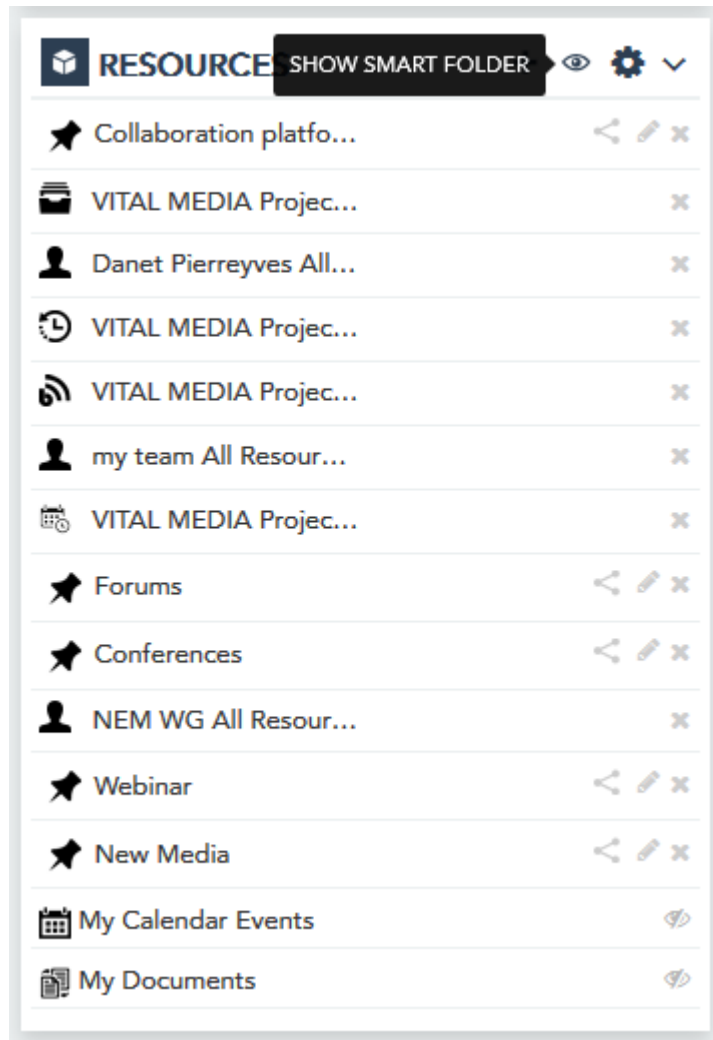 RESOURCES SHOW SMART FOLDER
Collaboration platfo...
VITAL MEDIA Projec...
Danet Pierreyves All...
VITAL MEDIA Projec...
VITAL MEDIA Projec...
my team All Resour...
VITAL MEDIA Projec...
Forums
Conferences
NEM WG All Resour...
Webinar
New Media
My Calendar Events
My Documents